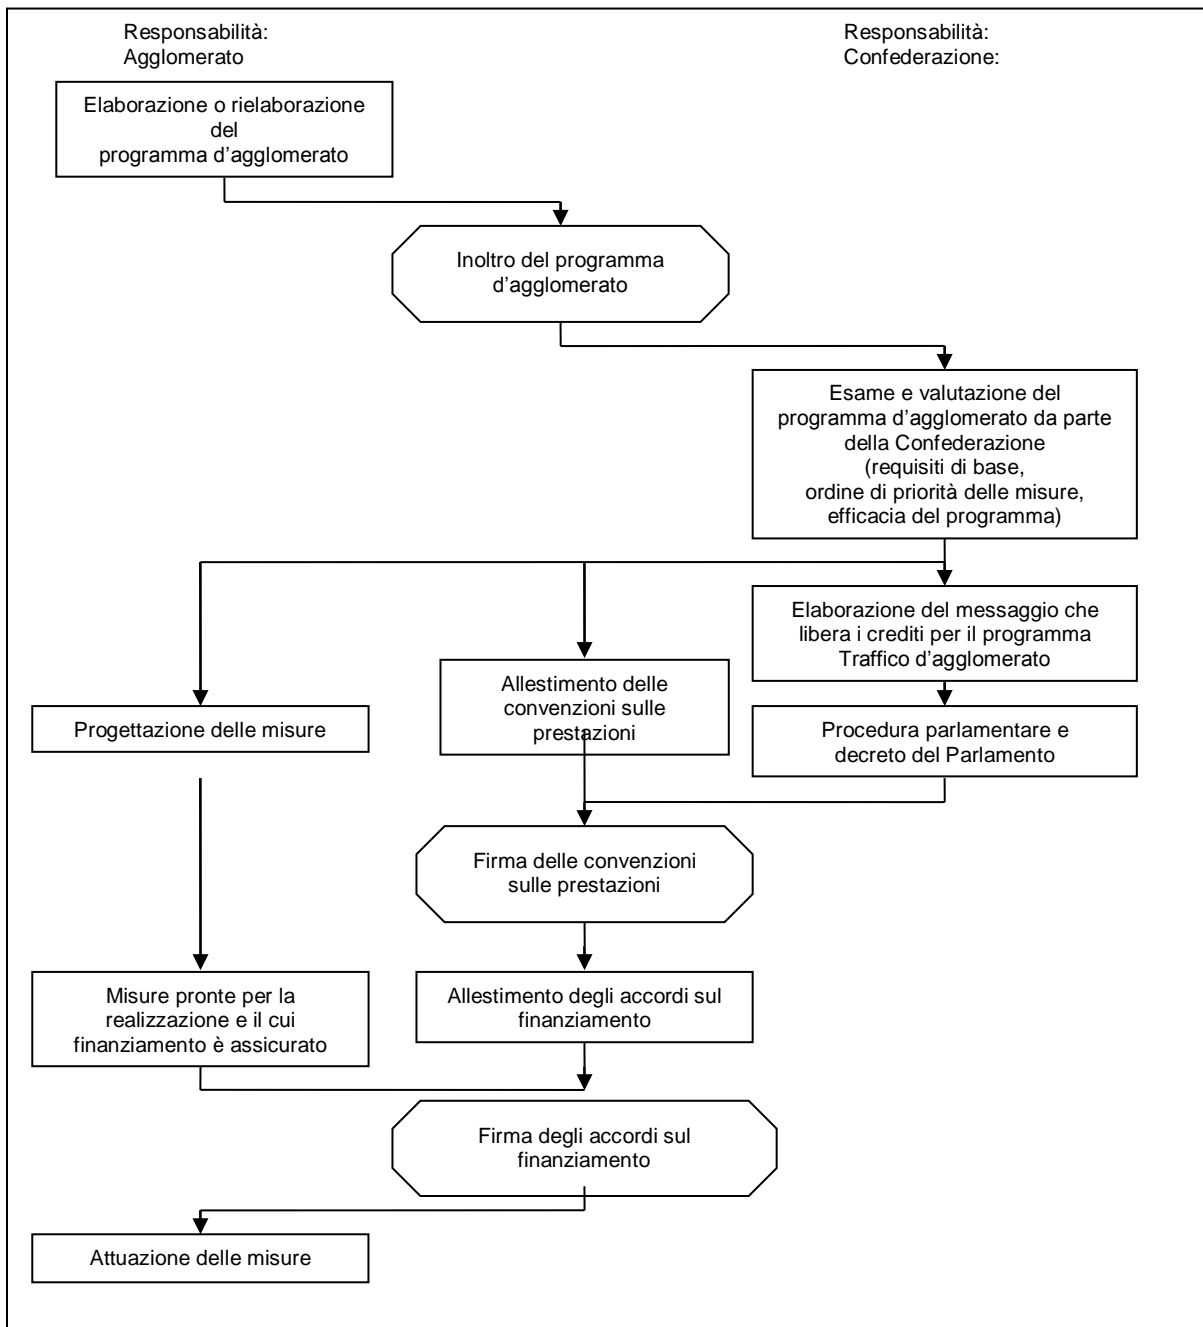 Responsabilità:
Agglomerato
Responsabilità:
Confederazione:
Elaborazione o rielaborazione
del
programma d'agglomerato
Inoltro del programma
d'agglomerato
Esame e valutazione del
programma d'agglomerato da parte
della Confederazione
(requisiti di base,
ordine di priorità delle misure,
efficacia del programma)
Elaborazione del messaggio che
libera i crediti per il programma
Traffico d'agglomerato
Allestimento delle
convenzioni sulle
prestazioni
Progettazione delle misure
Procedura parlamentare e
decreto del Parlamento
Firma delle convenzioni
sulle prestazioni
Misure pronte per la
realizzazione e il cui
finanziamento è assicurato
Allestimento degli accordi sul
finanziamento
Firma degli accordi sul
finanziamento
Attuazione delle misure